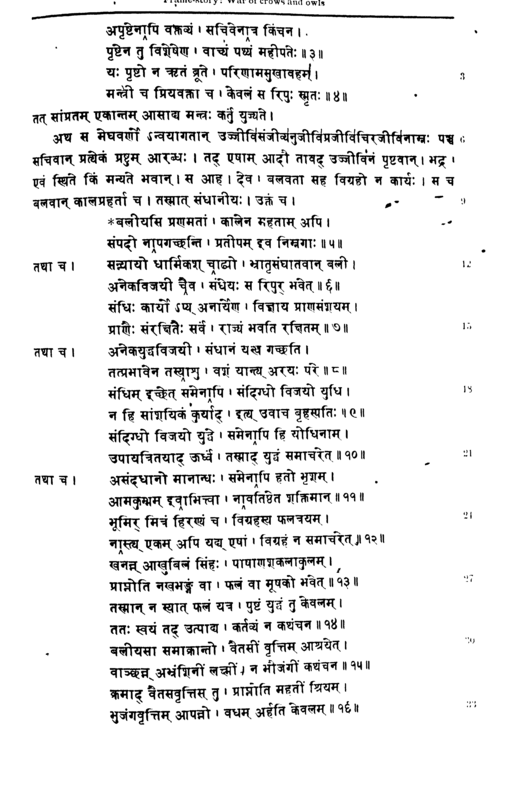 Frame-story: War of crows and owls
अपृष्टेनापि वक्तव्यं । सचिवेनात्र किंचन ।
पृष्टेन तु विशेषेण । वाच्यं पथ्यं महीपतेः ॥३॥
यः पृष्टो न ऋतं ब्रूते । परिणामसुखावहम् । 3
मन्त्री च प्रियवक्ता च । केवलं स रिपुः स्मृतः ॥४॥
तत् सांप्रतम् एकान्तम् आसाद्य मन्त्रः कर्तुं युज्यते ।
अथ स मेघवर्णो ऽन्वयागतान् उज्जीविसंजीव्यनुजीविप्रजीविचिरजीविनाम्नः पञ्च 6
सचिवान् प्रत्येकं प्रष्टुम् आरब्धः । तद् एषाम् आदौ तावद् उज्जीविनं पृष्टवान् । भद्र ।
एवं स्थिते किं मन्यते भवान् । स आह । देव । बलवता सह विग्रहो न कार्यः । स च
बलवान् कालप्रहर्ता च । तस्मात् संधानीयः । उक्तं च । 9
*बलीयसि प्रणमतां । कालेन महताम् अपि ।
संपदो नापगच्छन्ति । प्रतीपम् इव निम्नगाः ॥५॥
तथा च । सन्यायो धार्मिकश् चाढ्यो । भ्रातृसंघातवान् बली । 12
अनेकविजयी चैव । संधेयः स रिपुर् भवेत् ॥६॥
संधिः कार्यो ऽप्य् अनार्येण । विज्ञाय प्राणसंशयम् ।
प्राणैः संरक्षितैः सर्वं । राज्यं भवति रक्षितम् ॥७॥ 15
तथा च । अनेकयुद्धविजयी । संधानं यस्य गच्छति ।
तत्प्रभावेन तस्याशु । वशं यान्त्य् अरयः परे ॥८॥
संधिम् इच्छेत् समेनापि । संदिग्धो विजयो युधि । 18
न हि सांशयिकं कुर्याद् । इत्य् उवाच बृहस्पतिः ॥९॥
संदिग्धो विजयो युद्धे । समेनापि हि योधिनाम् ।
उपायत्रितयाद् ऊर्ध्वं । तस्माद् युद्धं समाचरेत् ॥१०॥ 21
तथा च । असंदधानो मानान्धः । समेनापि हतो भृशम् ।
आमकुम्भम् इवाभित्त्वा । नावतिष्ठेत शक्तिमान् ॥११॥
भूमिर् मित्रं हिरण्यं च । विग्रहस्य फलत्रयम् । 24
नास्त्य् एकम् अपि यद्य् एषां । विग्रहं न समाचरेत् ॥१२॥
खनन्न् आखुबिलं सिंहः । पाषाणशकलाकुलम् ।
प्राप्नोति नखभङ्गं वा । फलं वा मूषको भवेत् ॥१३॥ 27
तस्मान् न स्यात् फलं यत्र । पुष्टं युद्धं तु केवलम् ।
ततः स्वयं तद् उत्पाद्य । कर्तव्यं न कथंचन ॥१४॥
बलीयसा समाक्रान्तो । वैतसीं वृत्तिम् आश्रयेत् । 30
वाञ्छन्न् अभ्रंशिनीं लक्ष्मीं । न भौजंगीं कथंचन ॥१५॥
क्रमाद् वैतसवृत्तिस् तु । प्राप्नोति महतीं श्रियम् ।
भुजंगवृत्तिम् आपन्नो । वधम् अर्हति केवलम् ॥१६॥ 33